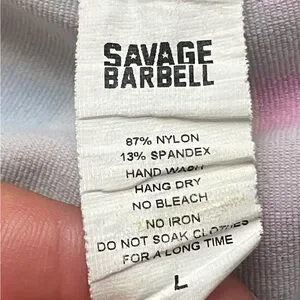 SAVAGE
BARBELL
87% NYLON
13% SPANDEX
HAND WASH
HANG DRY
NO BLEACH
NO IRON
DO NOT SOAK CLOTHES
FOR A LONG TIME
L